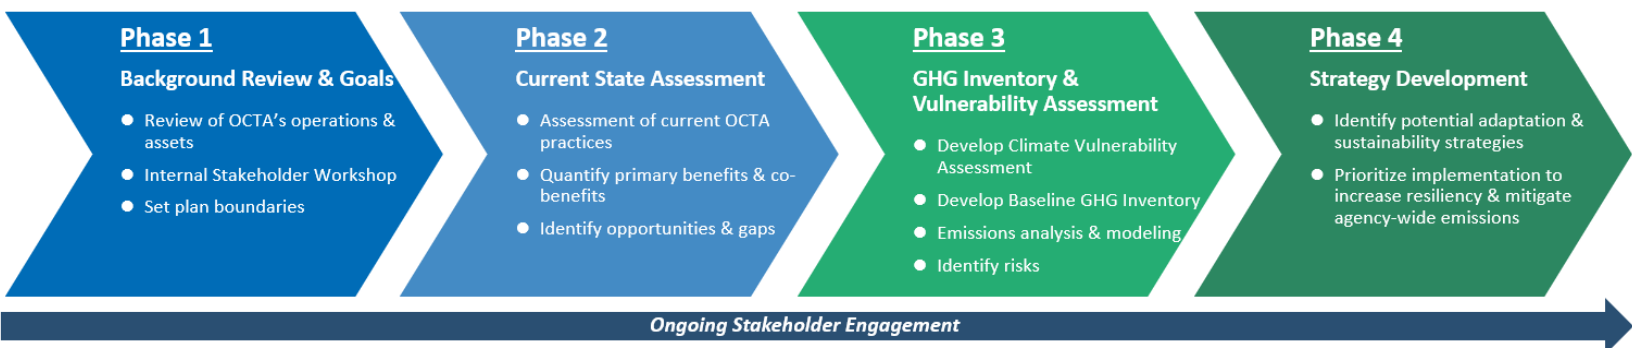 Phase 1
Background Review & Goals
● Review of OCTA’s operations &
assets
● Internal Stakeholder Workshop
● Set plan boundaries
Phase 2
Current State Assessment
● Assessment of current OCTA
practices
● Quantify primary benefits & co-
benefits
● Identify opportunities & gaps
Phase 3
GHG Inventory &
Vulnerability Assessment
● Develop Climate Vulnerability
Assessment
● Develop Baseline GHG Inventory
● Emissions analysis & modeling
● Identify risks
Phase 4
Strategy Development
● Identify potential adaptation &
sustainability strategies
● Prioritize implementation to
increase resiliency & mitigate
agency-wide emissions
Ongoing Stakeholder Engagement